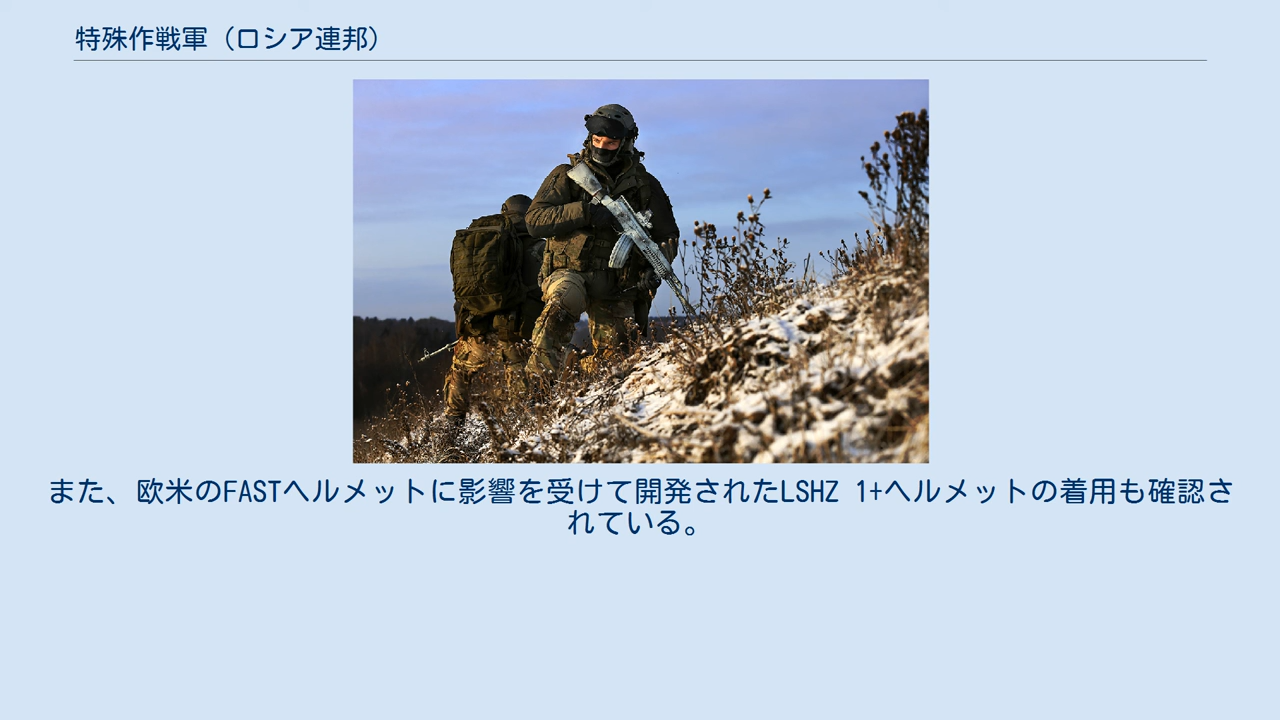 特殊作戦軍（ロシア連邦）
また、欧米のFASTヘルメットに影響を受けて開発されたLSHZ 1+ヘルメットの着用も確認さ
れている。